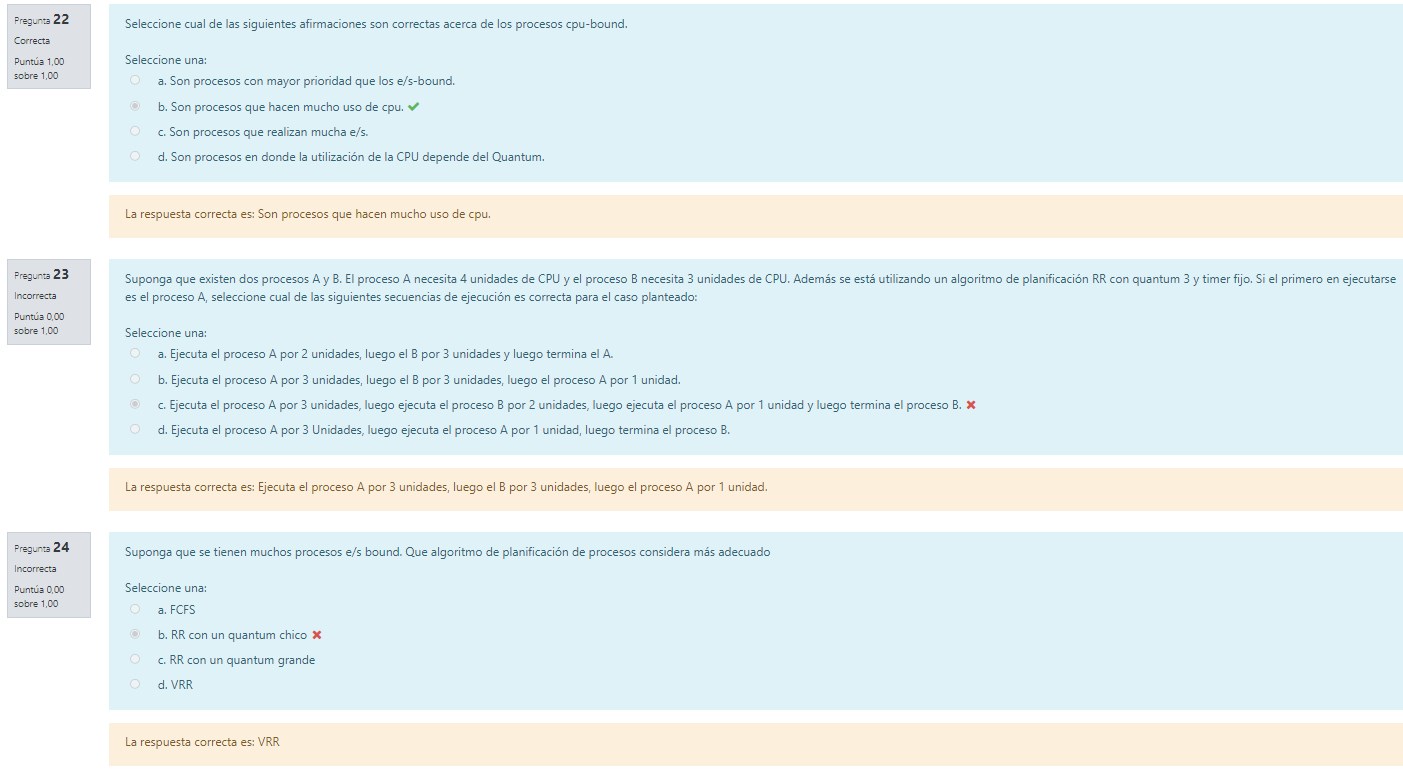 Pregunta 22
Correcta
Puntúa 1,00
sobre 1,00
Seleccione cual de las siguientes afirmaciones son correctas acerca de los procesos cpu-bound.
Seleccione una:
a. Son procesos con mayor prioridad que los e/s-bound.
b. Son procesos que hacen mucho uso de cpu.
c. Son procesos que realizan mucha e/s.
d. Son procesos en donde la utilización de la CPU depende del Quantum.
La respuesta correcta es: Son procesos que hacen mucho uso de cpu.
Pregunta 23
Incorrecta
Puntúa 0,00
sobre 1,00
Suponga que existen dos procesos A y B. El proceso A necesita 4 unidades de CPU y el proceso B necesita 3 unidades de CPU. Además se está utilizando un algoritmo de planificación RR con quantum 3 y timer fijo. Si el primero en ejecutarse
es el proceso A, seleccione cual de las siguientes secuencias de ejecución es correcta para el caso planteado:
Seleccione una:
a. Ejecuta el proceso A por 2 unidades, luego el B por 3 unidades y luego termina el A.
b. Ejecuta el proceso A por 3 unidades, luego el B por 3 unidades, luego el proceso A por 1 unidad.
c. Ejecuta el proceso A por 3 unidades, luego ejecuta el proceso B por 2 unidades, luego ejecuta el proceso A por 1 unidad y luego termina el proceso B.
d. Ejecuta el proceso A por 3 Unidades, luego ejecuta el proceso A por 1 unidad, luego termina el proceso B.
La respuesta correcta es: Ejecuta el proceso A por 3 unidades, luego el B por 3 unidades, luego el proceso A por 1 unidad.
Pregunta 24
Incorrecta
Puntúa 0,00
sobre 1,00
Suponga que se tienen muchos procesos e/s bound. Que algoritmo de planificación de procesos considera más adecuado
Seleccione una:
a. FCFS
b. RR con un quantum chico
c. RR con un quantum grande
d. VRR
La respuesta correcta es: VRR